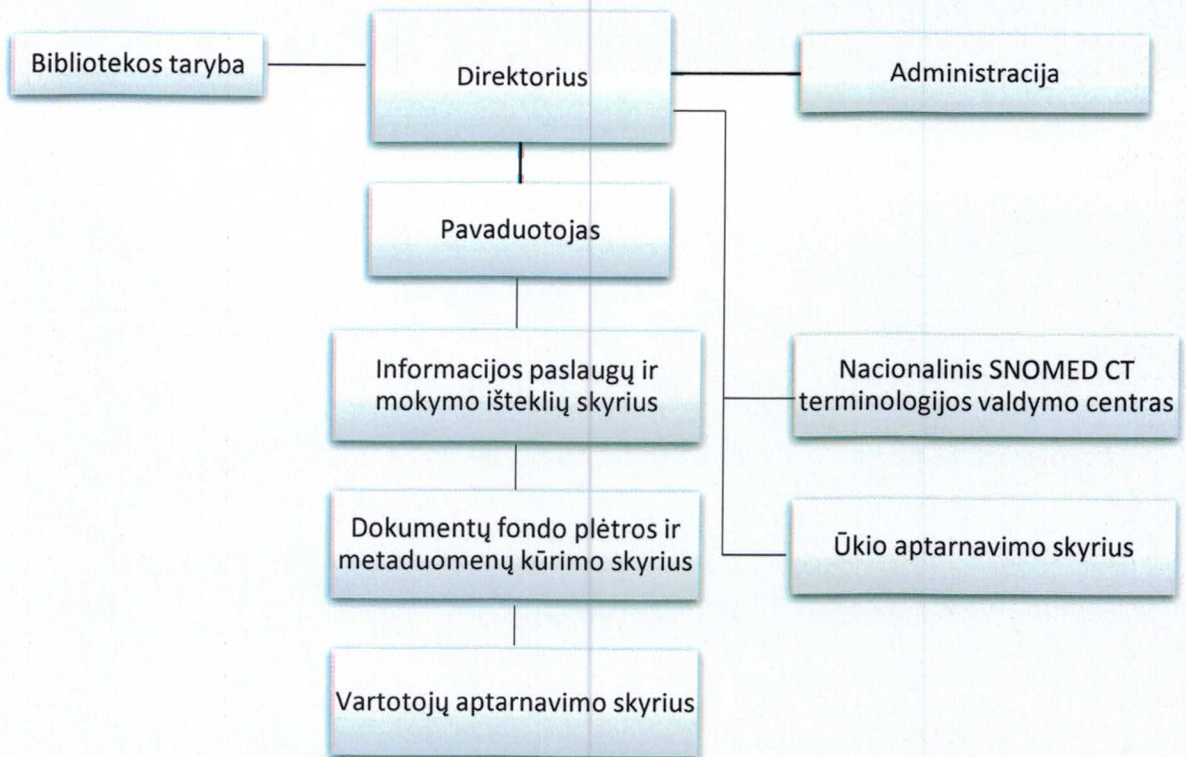 Bibliotekos taryba
Direktorius
Administracija
Pavaduotojas
Informacijos paslaugų ir
mokymo išteklių skyrius
Nacionalinis SNOMED CT
terminologijos valdymo centras
Dokumentų fondo plėtros ir
metaduomenų kūrimo skyrius
Ūkio aptarnavimo skyrius
Vartotojų aptarnavimo skyrius